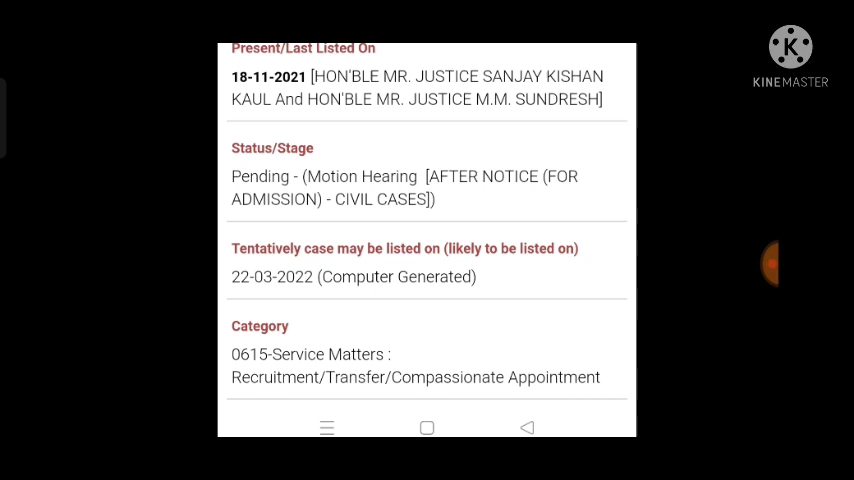 Present/Last Listed On
18-11-2021 [HON'BLE MR. JUSTICE SANJAY KISHAN
KAUL And HON'BLE MR. JUSTICE M.M. SUNDRESH]
Status/Stage
Pending - (Motion Hearing [AFTER NOTICE (FOR
ADMISSION) - CIVIL CASES])
Tentatively case may be listed on (likely to be listed on)
22-03-2022 (Computer Generated)
Category
0615-Service Matters :
Recruitment/Transfer/Compassionate Appointment
K
KINEMASTER